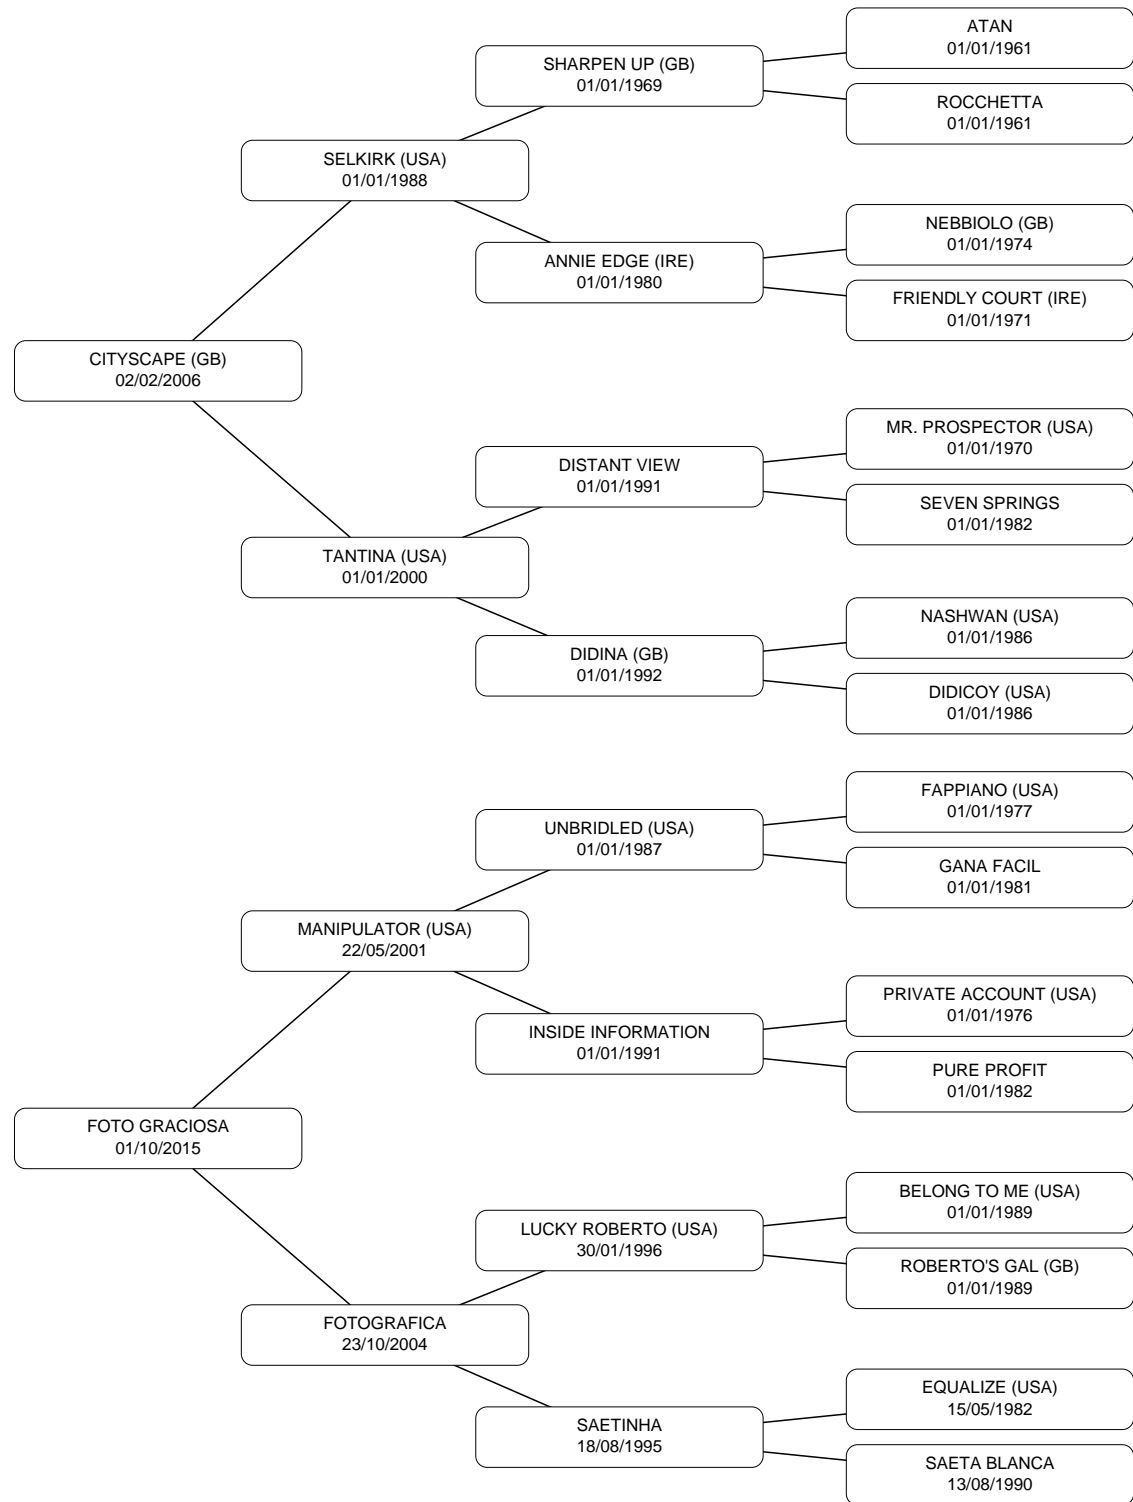 ATAN
01/01/1961
SHARPEN UP (GB)
01/01/1969
ROCCHETTA
01/01/1961
SELKIRK (USA)
01/01/1988
NEBBIOLO (GB)
01/01/1974
ANNIE EDGE (IRE)
01/01/1980
FRIENDLY COURT (IRE)
01/01/1971
CITYSCAPE (GB)
02/02/2006
MR. PROSPECTOR (USA)
01/01/1970
DISTANT VIEW
01/01/1991
SEVEN SPRINGS
01/01/1982
TANTINA (USA)
01/01/2000
NASHWAN (USA)
01/01/1986
DIDINA (GB)
01/01/1992
DIDICOY (USA)
01/01/1986
FAPPIANO (USA)
01/01/1977
UNBRIDLED (USA)
01/01/1987
GANA FACIL
01/01/1981
MANIPULATOR (USA)
22/05/2001
PRIVATE ACCOUNT (USA)
01/01/1976
INSIDE INFORMATION
01/01/1991
PURE PROFIT
01/01/1982
FOTO GRACIOSA
01/10/2015
BELONG TO ME (USA)
01/01/1989
LUCKY ROBERTO (USA)
30/01/1996
ROBERTO'S GAL (GB)
01/01/1989
FOTOGRAFICA
23/10/2004
EQUALIZE (USA)
15/05/1982
SAETINHA
18/08/1995
SAETA BLANCA
13/08/1990